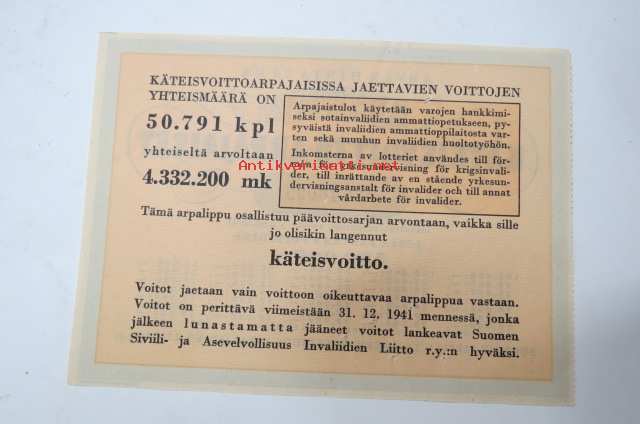 KÄTEISVOITTOARPAJAISISSA JAETTAVIEN VOITTOJEN
YHTEISMÄÄRÄ ON
50.791 kpl
yhteiseltä arvoltaan
4.332.200 mk
Arpajaistulot käytetään varojen hankkimi-
seksi sotainvaliidien ammattiopetukseen, py-
syväistä invaliidien ammattioppilaitosta var-
ten sekä muuhun invaliidien huoltotyöhön.
Inkomsterna av lotteriet användes till för-
yrkesundervisning för krigsinvali-
der, till inrättande av en stående yrkesun-
dervisningsanstalt för invalider och till annat
vårdarbete för invalider.
Antikvariaatti.net
Tämä arpalippu osallistuu päävoittosarjan arvontaan, vaikka sille
jo olisikin langennut
käteisvoitto.
Voitot jaetaan vain voittoon oikeuttavaa arpalippua vastaan.
Voitot on perittävä viimeistään 31. 12. 1941 mennessä, jonka
jälkeen lunastamatta jääneet voitot lankeavat Suomen
Siviili- ja Asevelvollisuus Invaliidien Liitto r.y.:n hyväksi.